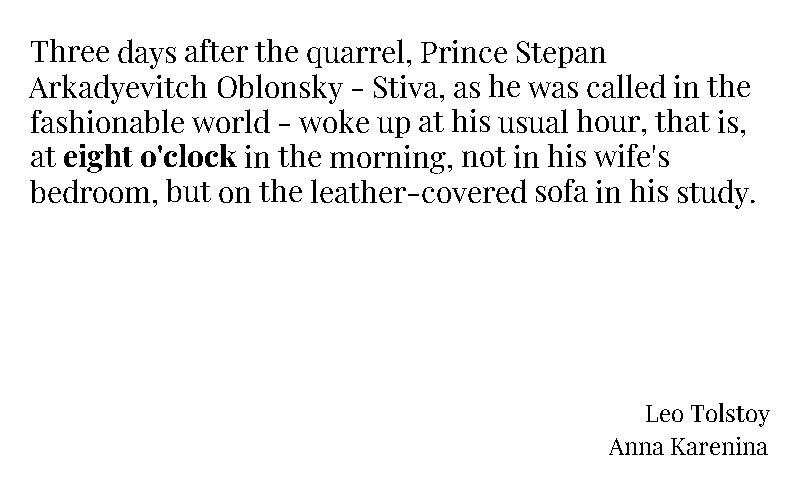 Three days after the quarrel, Prince Stepan
Arkadyevitch Oblonsky - Stiva, as he was called in the
fashionable world - woke up at his usual hour, that is,
at eight o'clock in the morning, not in his wife's
bedroom, but on the leather-covered sofa in his study.
Leo Tolstoy
Anna Karenina